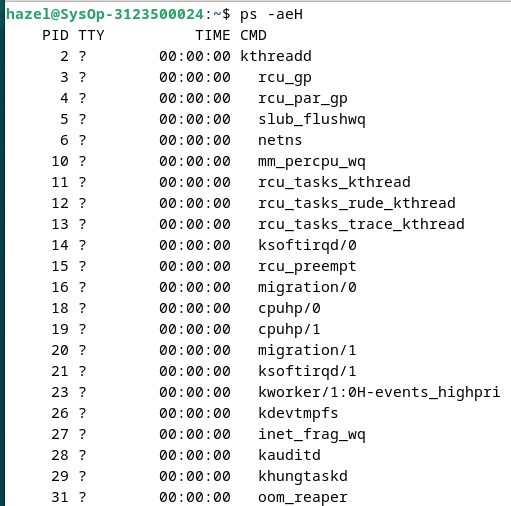 hazel@SysOp-3123500024:~$ ps -aeH
    PID TTY          TIME CMD
      2 ?        00:00:00 kthreadd
      3 ?        00:00:00   rcu_gp
      4 ?        00:00:00   rcu_par_gp
      5 ?        00:00:00   slub_flushwq
      6 ?        00:00:00   netns
     10 ?        00:00:00   mm_percpu_wq
     11 ?        00:00:00   rcu_tasks_kthread
     12 ?        00:00:00   rcu_tasks_rude_kthread
     13 ?        00:00:00   rcu_tasks_trace_kthread
     14 ?        00:00:00   ksoftirqd/0
     15 ?        00:00:00   rcu_preempt
     16 ?        00:00:00   migration/0
     18 ?        00:00:00   cpuhp/0
     19 ?        00:00:00   cpuhp/1
     20 ?        00:00:00   migration/1
     21 ?        00:00:00   ksoftirqd/1
     23 ?        00:00:00   kworker/1:0H-events_highpri
     26 ?        00:00:00   kdevtmpfs
     27 ?        00:00:00   inet_frag_wq
     28 ?        00:00:00   kauditd
     29 ?        00:00:00   khungtaskd
     31 ?        00:00:00   oom_reaper